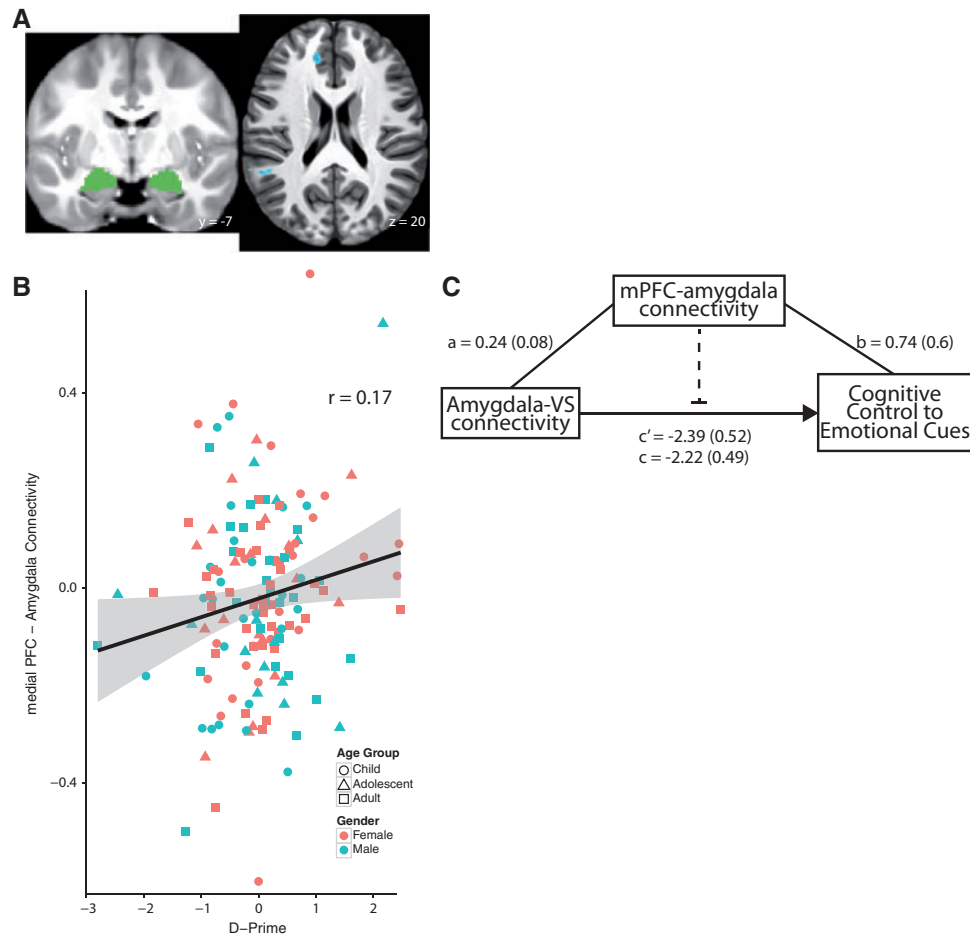 A
y = -7
z = 20
B
medial PFC – Amygdala Connectivity
0.4
0.0
−0.4
r = 0.17
Age Group
Child
Adolescent
Adult
Gender
Female
Male
−3
−2
−1
0
1
2
D−Prime
C
mPFC-amygdala
connectivity
a = 0.24 (0.08)
b = 0.74 (0.6)
Amygdala-VS
connectivity
Cognitive
Control to
Emotional Cues
c’ = -2.39 (0.52)
c = -2.22 (0.49)